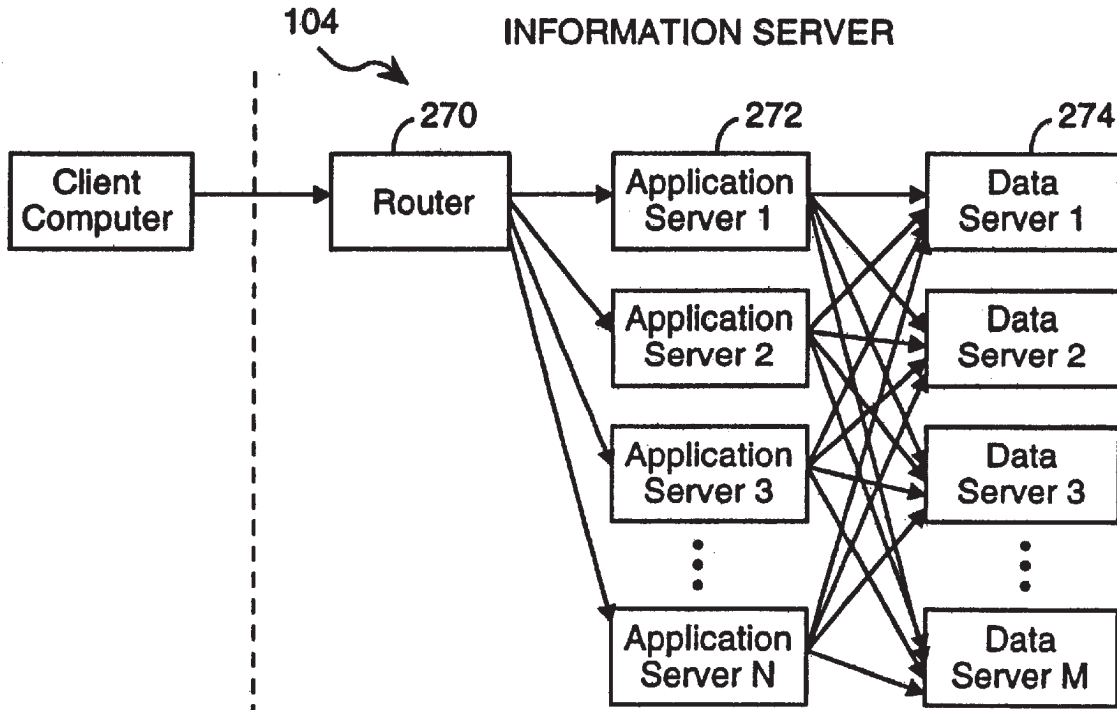 104
INFORMATION SERVER
270
272
274
Client
Computer
Router
Application
Server 1
Data
Server 1
Application
Server 2
Data
Server 2
Application
Server 3
Data
Server 3
Application
Server N
Data
Server M